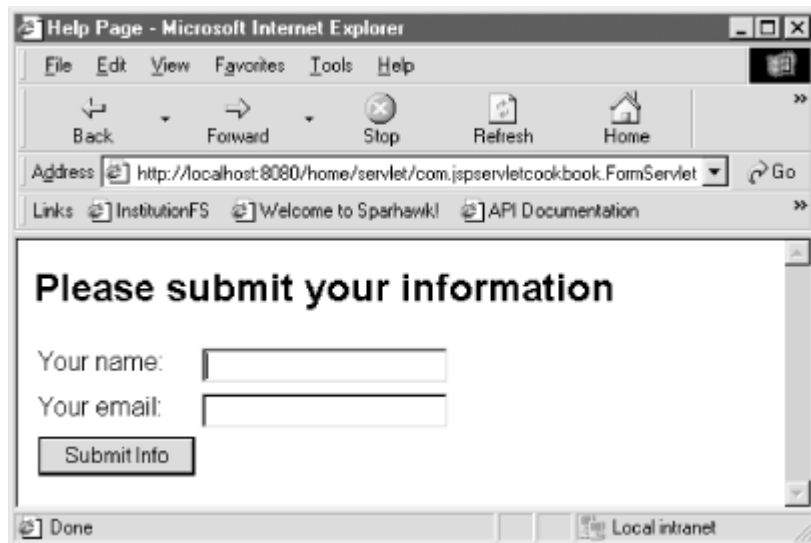 Help Page - Microsoft Internet Explorer
File Edit View Favorites Tools Help
Back Forward Stop Refresh Home »
Address http://localhost:8080/home/servlet/com.jspservletcookbook.FormServlet Go
Links InstitutionFS Welcome to Sparhawk! API Documentation »
Please submit your information
Your name:
Your email:
Submit Info
Done Local intranet